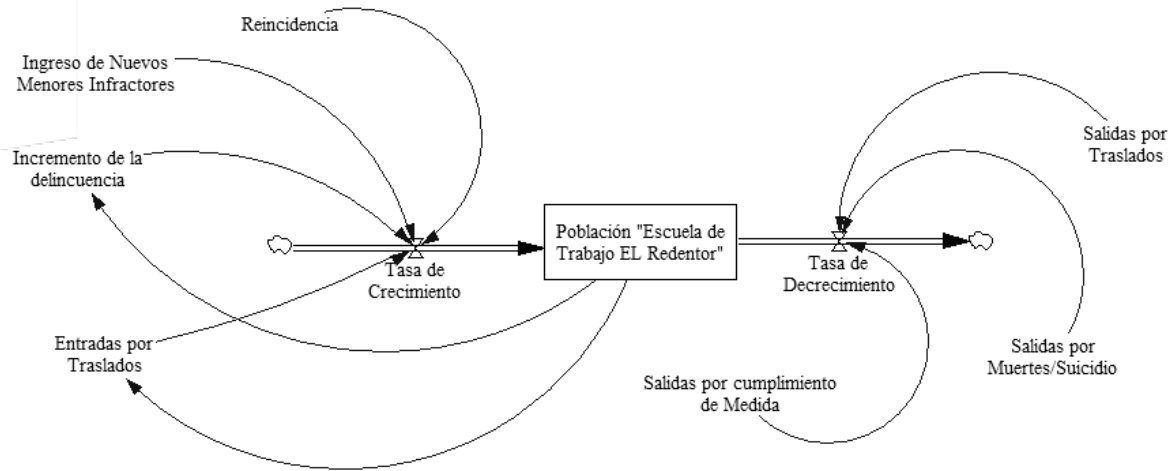 Reincidencia
Ingreso de Nuevos
Menores Infractores
Incremento de la
delincuencia
Salidas por
Traslados
Población "Escuela de
Trabajo EL Redentor"
Tasa de
Crecimiento
Tasa de
Decrecimiento
Entradas por
Traslados
Salidas por
Muertes/Suicidio
Salidas por cumplimiento
de Medida